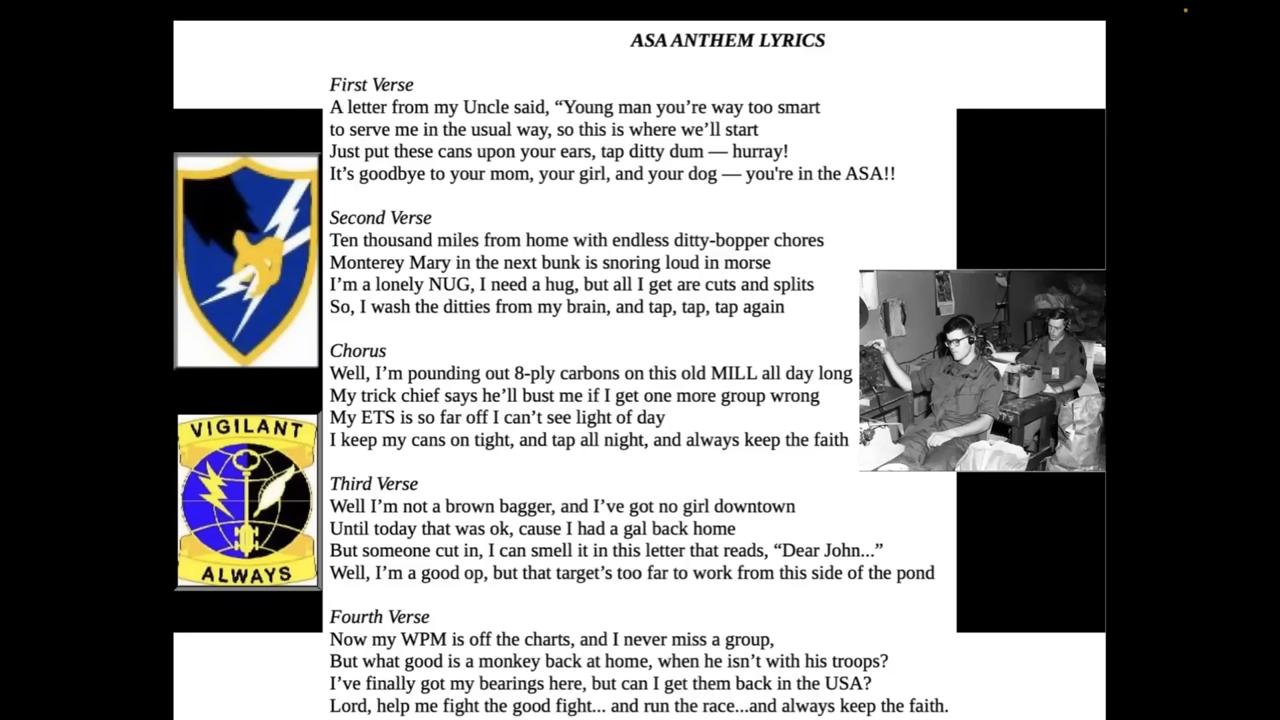 ASA ANTHEM LYRICS
First Verse
A letter from my Uncle said, “Young man you’re way too smart
to serve me in the usual way, so this is where we’ll start
Just put these cans upon your ears, tap ditty dum — hurray!
It’s goodbye to your mom, your girl, and your dog — you're in the ASA!!
Second Verse
Ten thousand miles from home with endless ditty-bopper chores
Monterey Mary in the next bunk is snoring loud in morse
I’m a lonely NUG, I need a hug, but all I get are cuts and splits
So, I wash the ditties from my brain, and tap, tap, tap again
Chorus
Well, I’m pounding out 8-ply carbons on this old MILL all day long
My trick chief says he’ll bust me if I get one more group wrong
My ETS is so far off I can’t see light of day
I keep my cans on tight, and tap all night, and always keep the faith
VIGILANT
ALWAYS
Third Verse
Well I’m not a brown bagger, and I’ve got no girl downtown
Until today that was ok, cause I had a gal back home
But someone cut in, I can smell it in this letter that reads, “Dear John...”
Well, I’m a good op, but that target’s too far to work from this side of the pond
Fourth Verse
Now my WPM is off the charts, and I never miss a group,
But what good is a monkey back at home, when he isn’t with his troops?
I’ve finally got my bearings here, but can I get them back in the USA?
Lord, help me fight the good fight... and run the race...and always keep the faith.